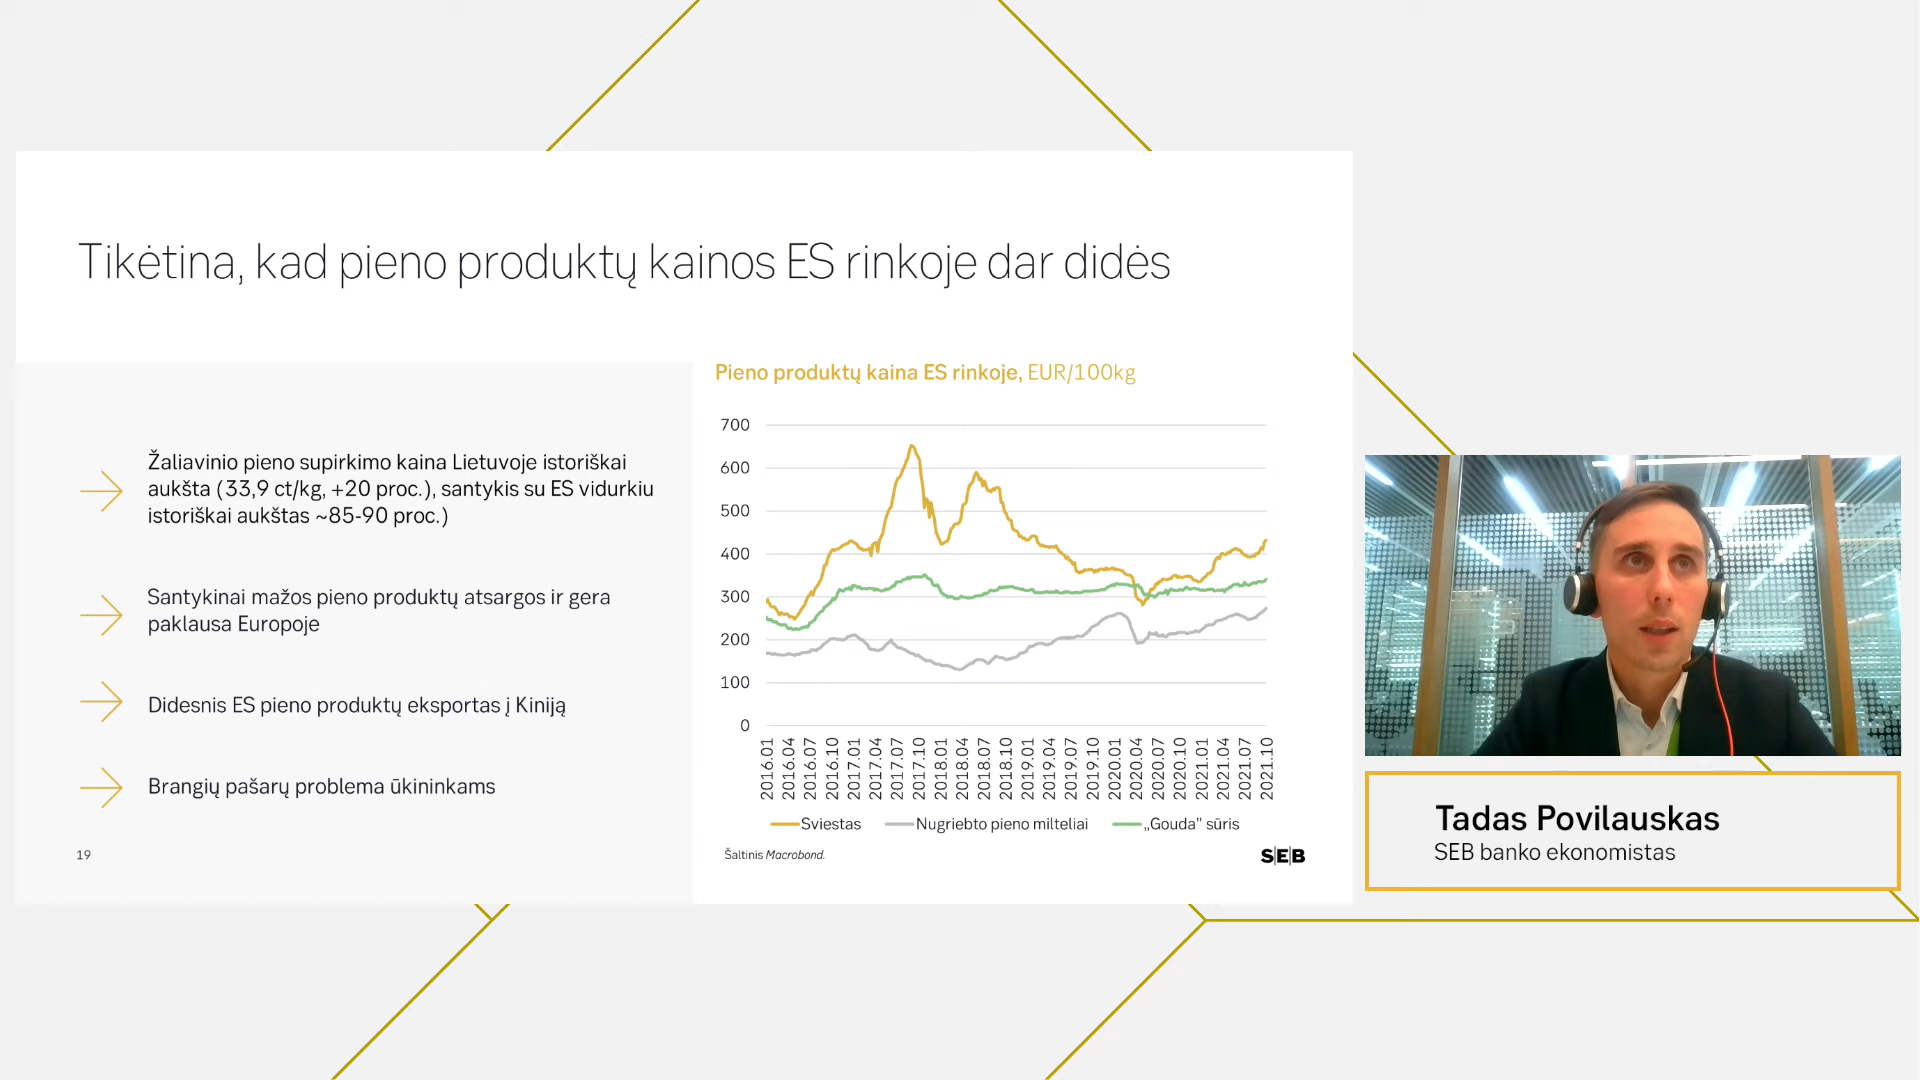 Tikėtina, kad pieno produktų kainos ES rinkoje dar didės
Žaliavinio pieno supirkimo kaina Lietuvoje istoriškai
aukšta (33,9 ct/kg, +20 proc.), santykis su ES vidurkiu
istoriškai aukštas ~85-90 proc.)
Santykinai mažos pieno produktų atsargos ir gera
paklausa Europoje
Didesnis ES pieno produktų eksportas į Kiniją
Brangių pašarų problema ūkininkams
19
Pieno produktų kaina ES rinkoje, EUR/100kg
700
600
500
400
300
200
100
0
2016.01
2016.04
2016.07
2016.10
2017.01
2017.04
2017.07
2017.10
2018.01
2018.04
2018.07
2018.10
2019.01
2019.04
2019.07
2019.10
2020.01
2020.04
2020.07
2020.10
2021.01
2021.04
2021.07
2021.10
Sviestas Nugriebto pieno milteliai „Gouda" sūris
Šaltinis Macrobond.
SEB
Tadas Povilauskas
SEB banko ekonomistas